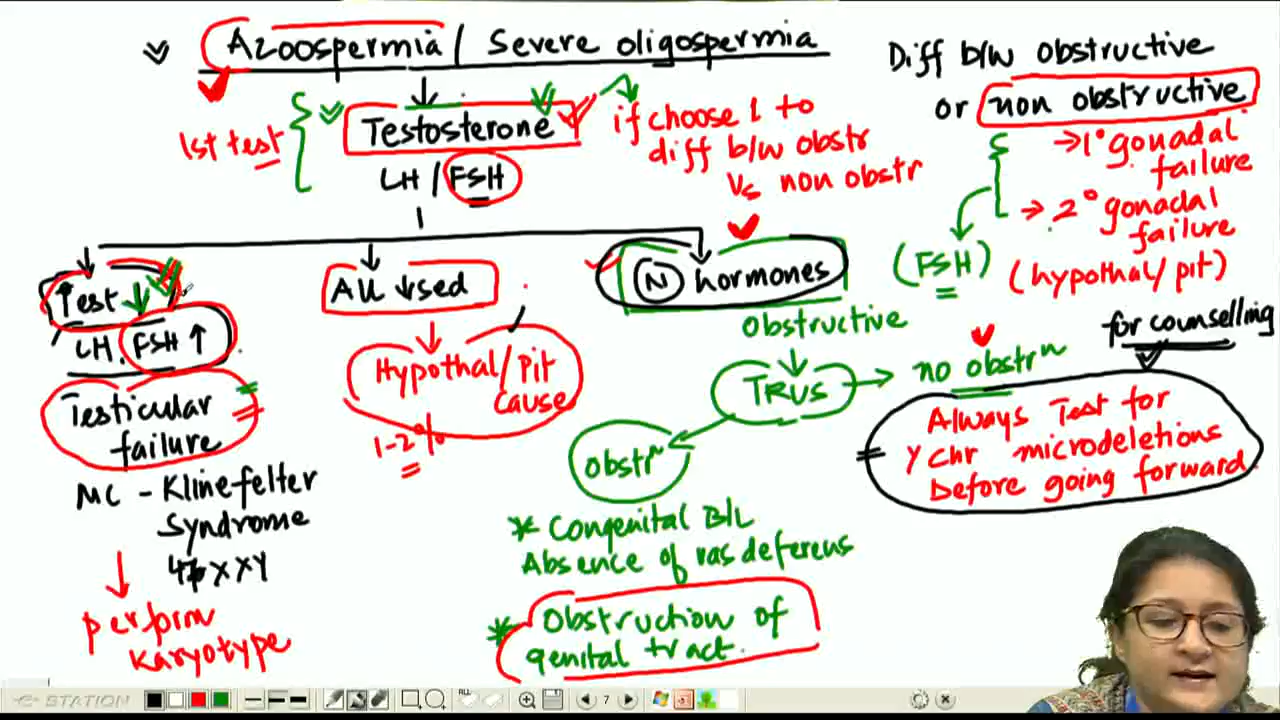 Azoospermia / Severe oligospermia
1st test
Testosterone
LH / FSH
if choose 1 to
diff b/w obstr
Vs non obstr
Diff b/w obstructive
or non obstructive
→ 1° gonadal
failure
→ 2° gonadal
failure
(hypothal/pit)
(FSH)
Test ↓
LH, FSH ↑
Testicular
failure
MC - Klinefelter
Syndrome
47 XXY
perform
Karyotype
All ↓sed
Hypothal/Pit
cause
1-2%
N hormones
Obstructive
TRUS → no obstrn
obstrn
* Congenital B/L
Absence of vas deferens
* Obstruction of
genital tract
for counselling
Always Test for
Y Chr microdeletions
before going forward
STATION
7